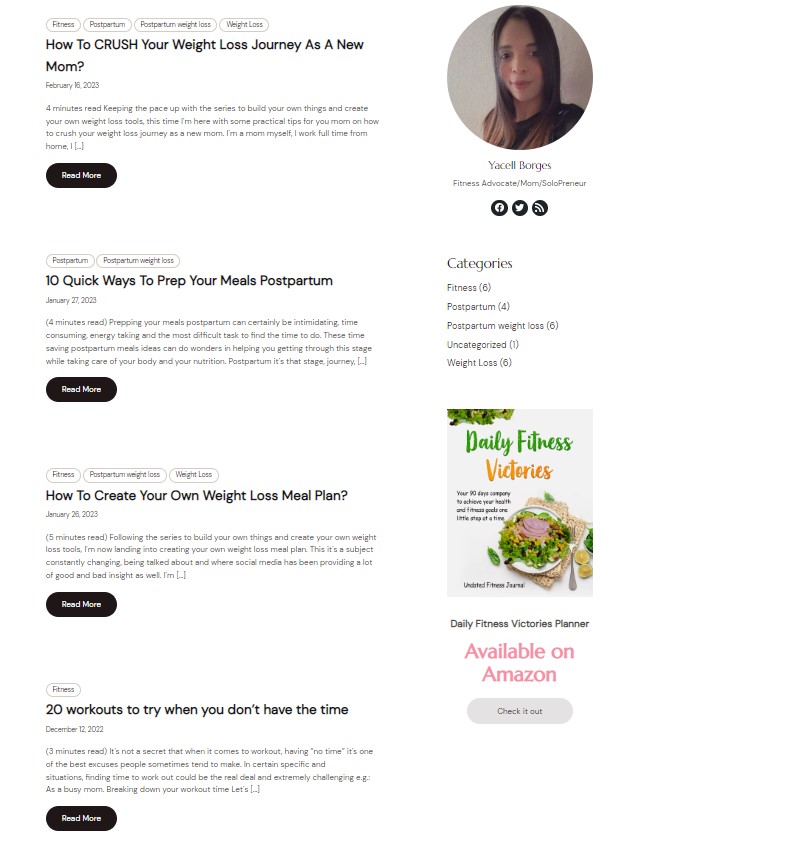 Fitness Postpartum Postpartum weight loss Weight Loss
How To CRUSH Your Weight Loss Journey As A New
Mom?
February 16, 2023
4 minutes read Keeping the pace up with the series to build your own things and create
your own weight loss tools, this time I'm here with some practical tips for you mom on how
to crush your weight loss journey as a new mom. I'm a mom myself, I work full time from
home, I [...]
Read More
Postpartum Postpartum weight loss
10 Quick Ways To Prep Your Meals Postpartum
January 27, 2023
(4 minutes read) Prepping your meals postpartum can certainly be intimidating, time
consuming, energy taking and the most difficult task to find the time to do. These time
saving postpartum meals ideas can do wonders in helping you getting through this stage
while taking care of your body and your nutrition. Postpartum it's that stage, journey, [...]
Read More
Fitness Postpartum weight loss Weight Loss
How To Create Your Own Weight Loss Meal Plan?
January 26, 2023
(5 minutes read) Following the series to build your own things and create your own weight
loss tools, I'm now landing into creating your own weight loss meal plan. This it's a subject
constantly changing, being talked about and where social media has been providing a lot
of good and bad insight as well. I'm [...]
Read More
Fitness
20 workouts to try when you don't have the time
December 12, 2022
(3 minutes read) It's not a secret that when it comes to workout, having "no time" it's one
of the best excuses people sometimes tend to make. In certain specific and
situations, finding time to work out could be the real deal and extremely challenging e.g.:
As a busy mom. Breaking down your workout time Let's [...]
Read More
Yacell Borges
Fitness Advocate/Mom/SoloPreneur
Categories
Fitness (6)
Postpartum (4)
Postpartum weight loss (6)
Uncategorized (1)
Weight Loss (6)
Daily Fitness
Victories
Your 90 days company
to achieve your health
and fitness goals one
little step at a time
Undated Fitness Journal
Daily Fitness Victories Planner
Available on
Amazon
Check it out